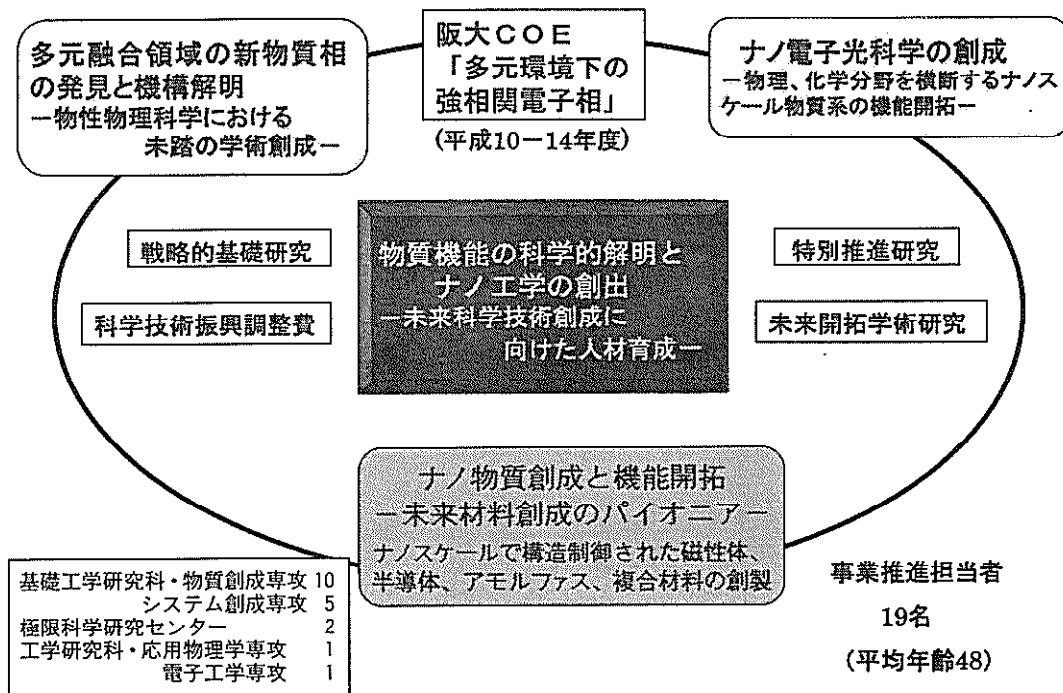 多元融合領域の新物質相
の発見と機構解明
ー物性物理科学における
未踏の学術創成ー
阪大ＣＯＥ
「多元環境下の
強相関電子相」
(平成10－14年度)
ナノ電子光科学の創成
ー物理、化学分野を横断するナノス
ケール物質系の機能開拓ー
戦略的基礎研究
科学技術振興調整費
物質機能の科学的解明と
ナノ工学の創出
ー未来科学技術創成に
向けた人材育成ー
特別推進研究
未来開拓学術研究
ナノ物質創成と機能開拓
ー未来材料創成のパイオニアー
ナノスケールで構造制御された磁性体、
半導体、アモルファス、複合材料の創製
基礎工学研究科・物質創成専攻 10
システム創成専攻 5
極限科学研究センター 2
工学研究科・応用物理学専攻 1
電子工学専攻 1
事業推進担当者
19名
(平均年齢48)